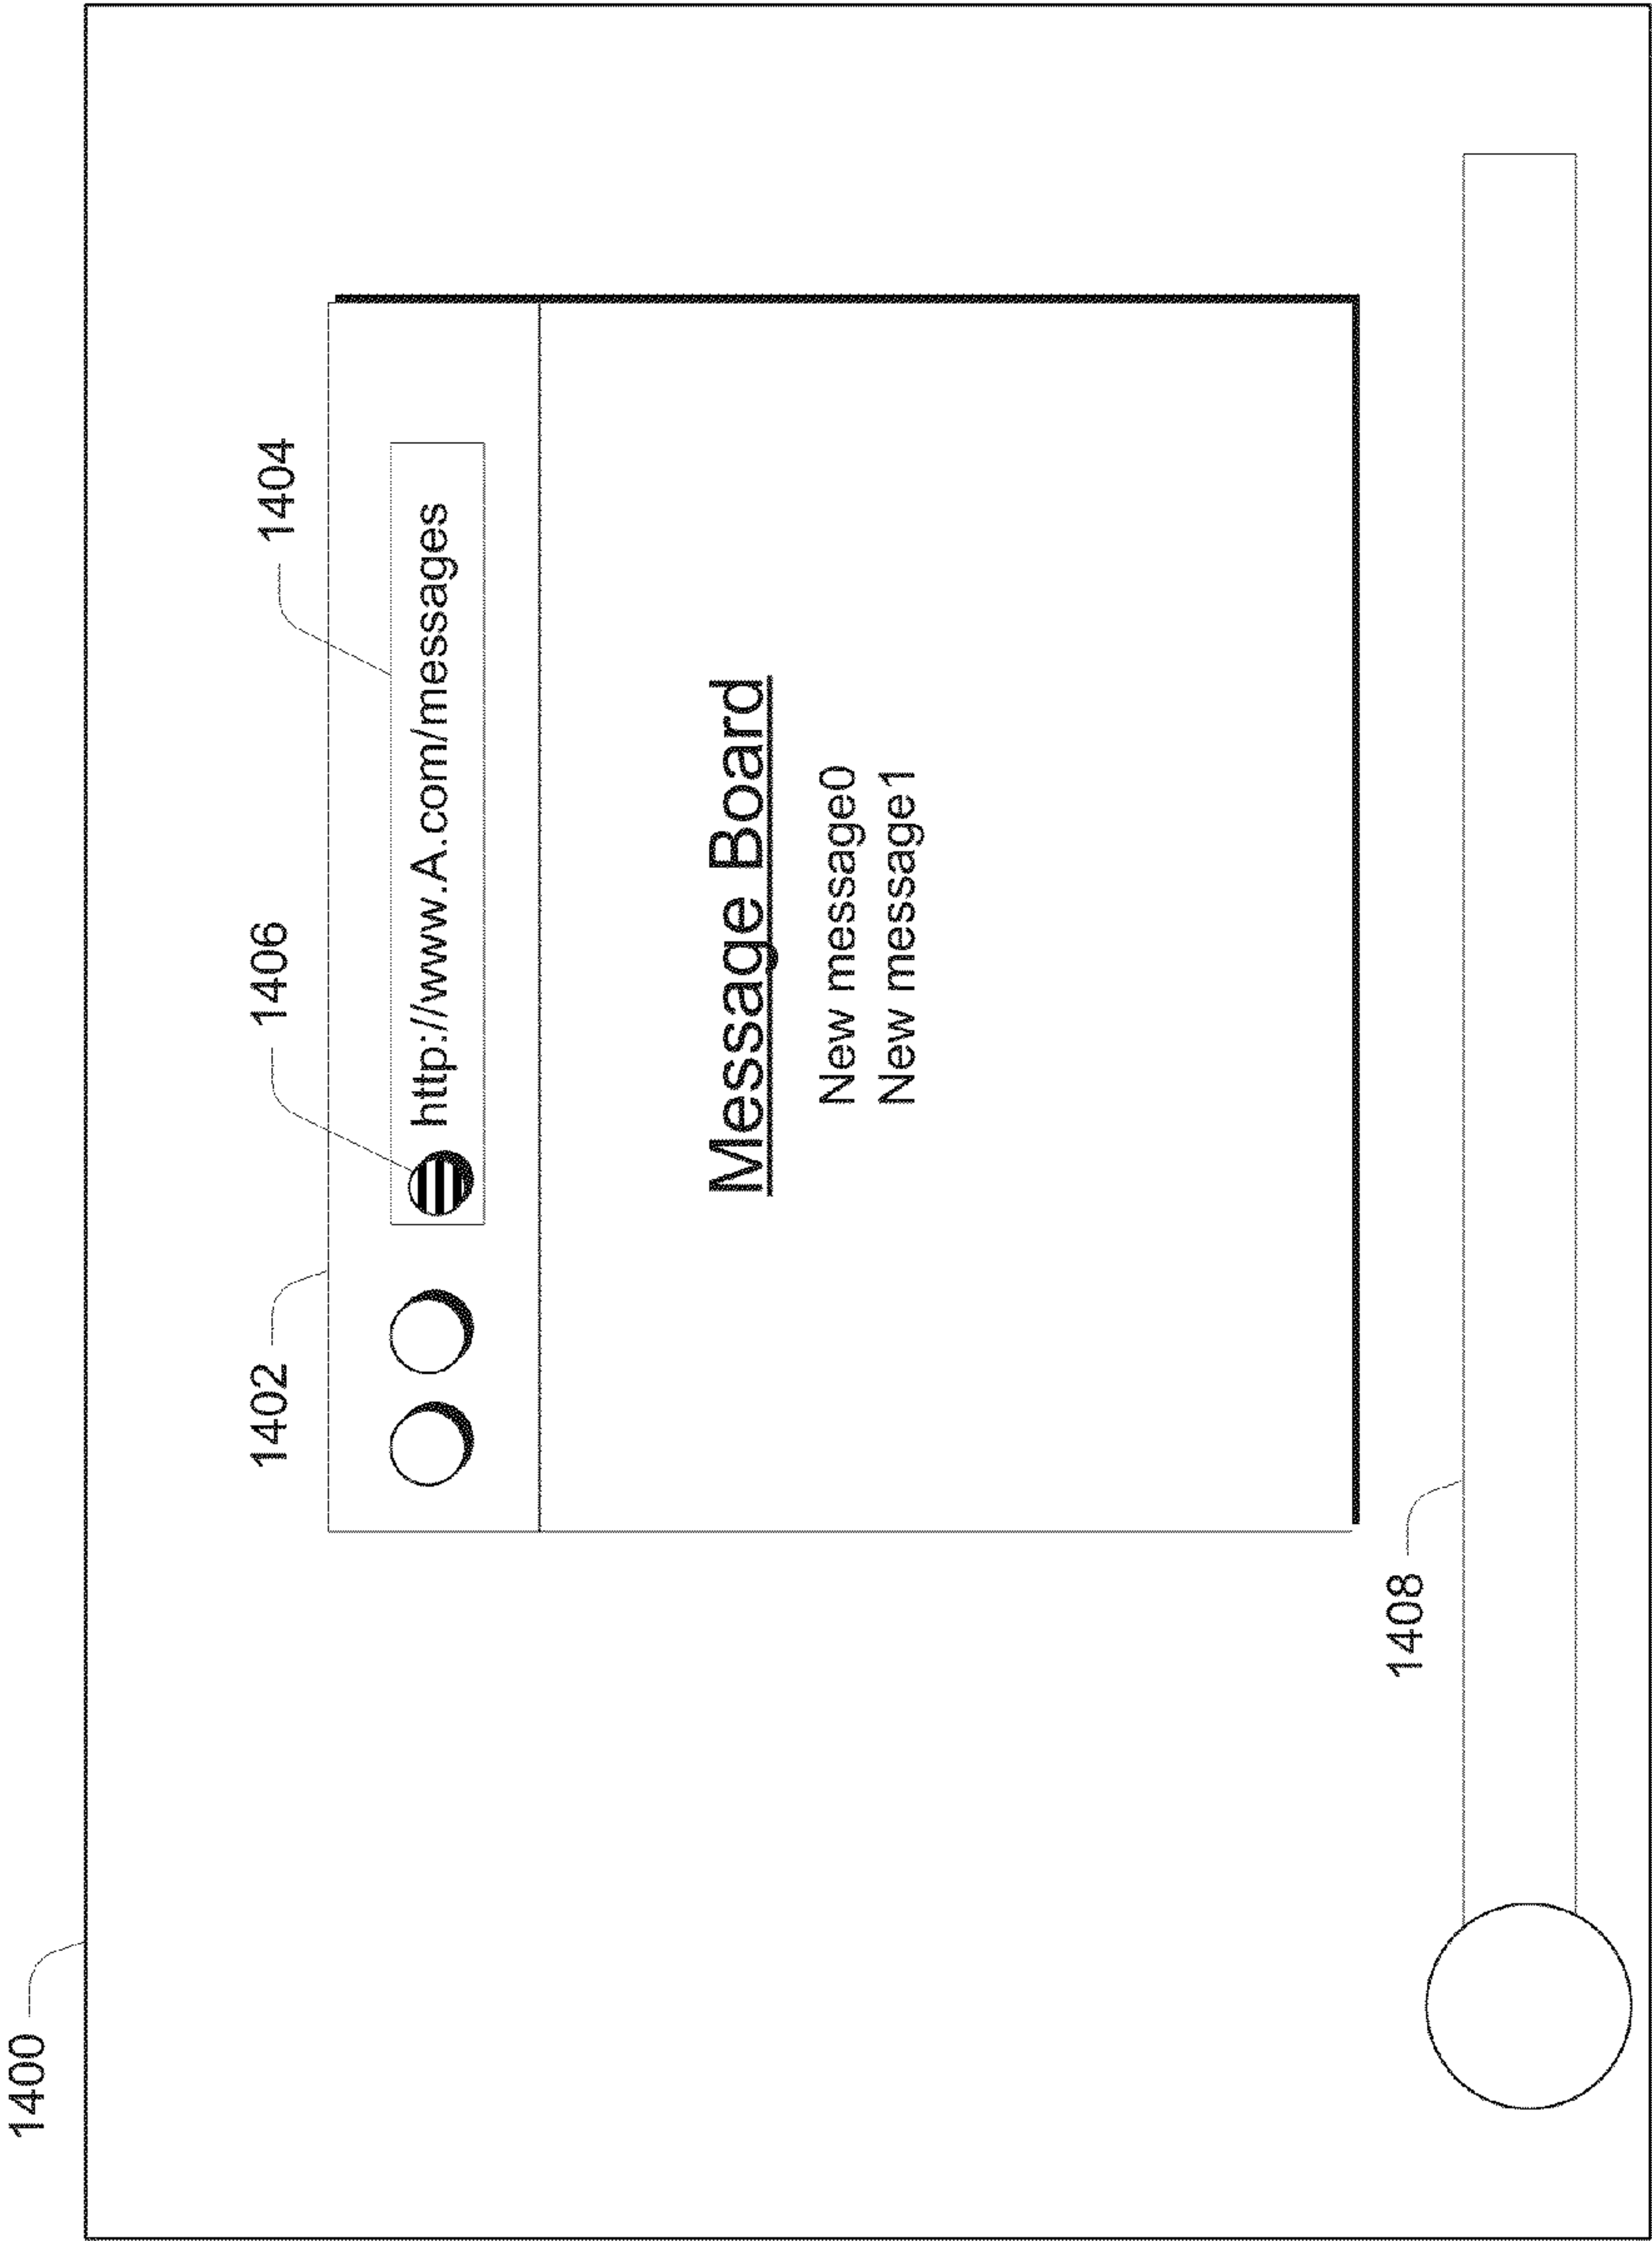 1400
1402
1406
1404
http://www.A.com/messages
Message Board
New message0
New message1
1408